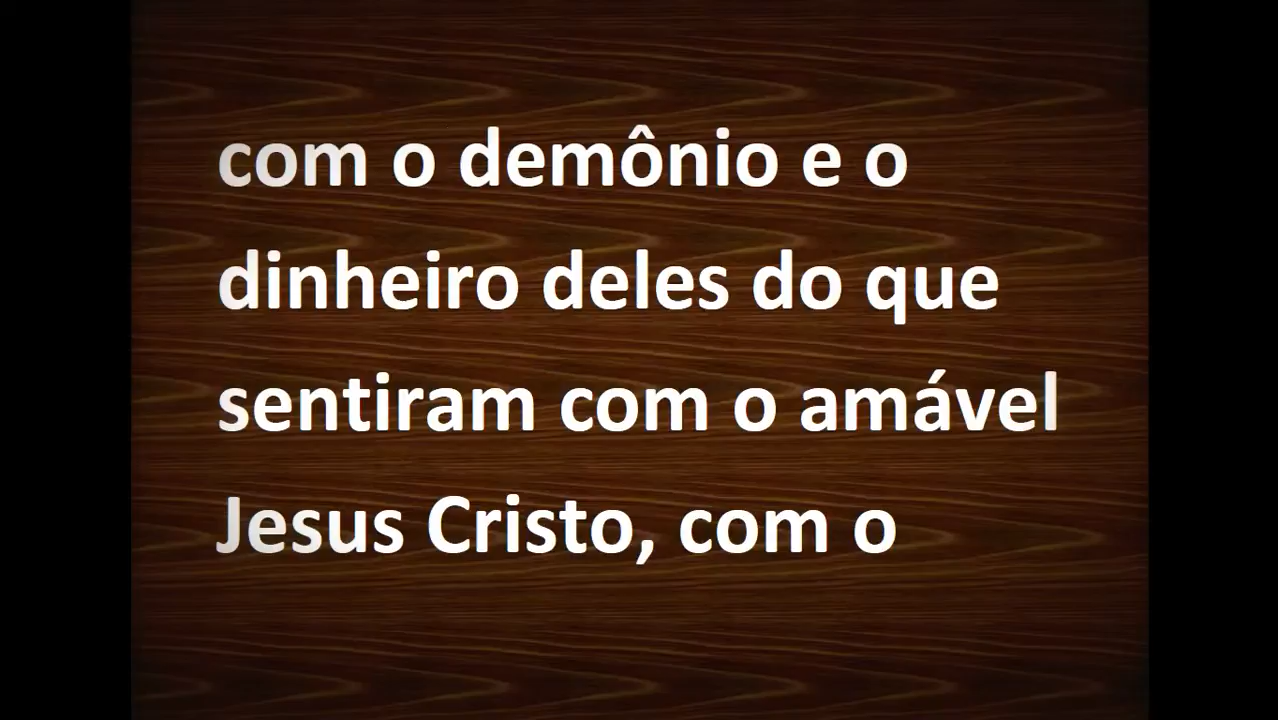 com o demônio e o
dinheiro deles do que
sentiram com o amável
Jesus Cristo, com o